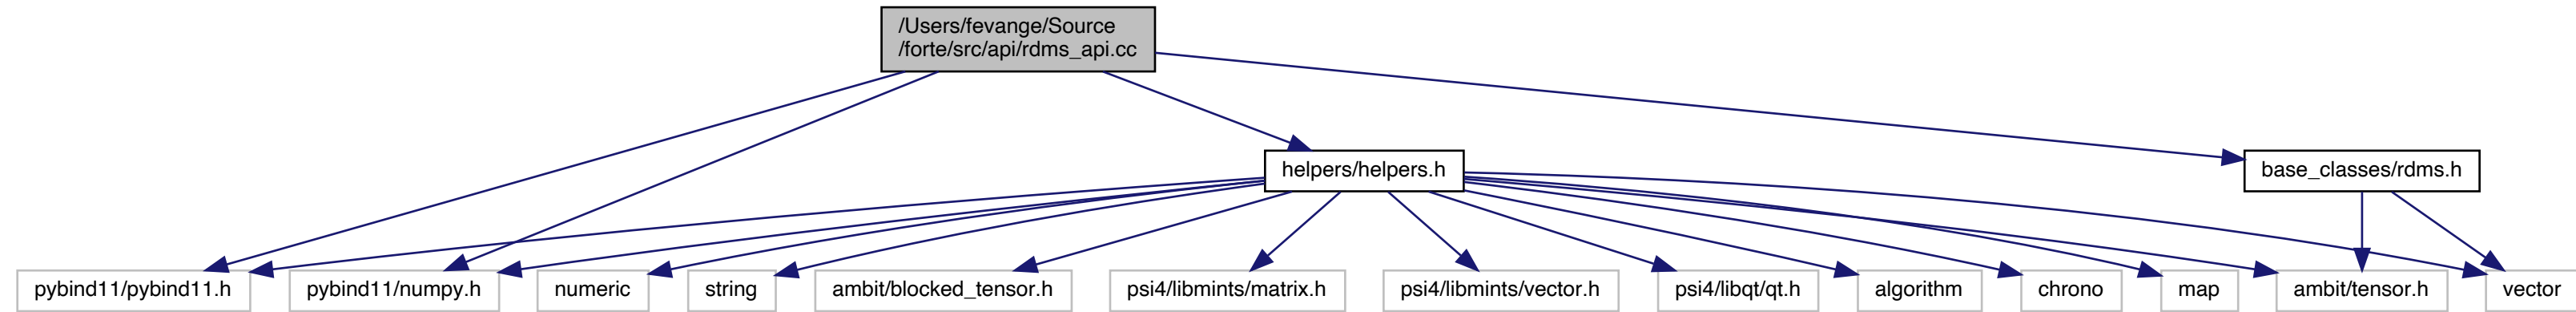 /Users/fevange/Source
/forte/src/api/rdms_api.cc
helpers/helpers.h
base_classes/rdms.h
pybind11/pybind11.h
pybind11/numpy.h
numeric
string
ambit/blocked_tensor.h
psi4/libmints/matrix.h
psi4/libmints/vector.h
psi4/libqt/qt.h
algorithm
chrono
map
ambit/tensor.h
vector